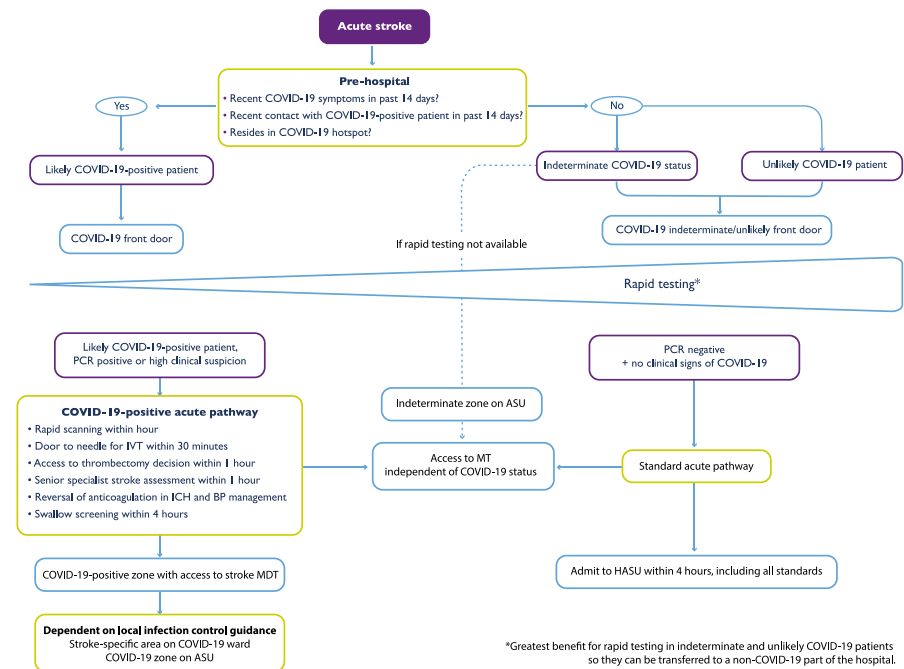 Acute stroke
Pre-hospital
• Recent COVID-19 symptoms in past 14 days?
• Recent contact with COVID-19-positive patient in past 14 days?
• Resides in COVID-19 hotspot?
Yes
No
Likely COVID-19-positive patient
Indeterminate COVID-19 status
Unlikely COVID-19 patient
COVID-19 front door
COVID-19 indeterminate/unlikely front door
If rapid testing not available
Rapid testing*
Likely COVID-19-positive patient,
PCR positive or high clinical suspicion
PCR negative
+ no clinical signs of COVID-19
COVID-19-positive acute pathway
• Rapid scanning within hour
• Door to needle for IVT within 30 minutes
• Access to thrombectomy decision within 1 hour
• Senior specialist stroke assessment within 1 hour
• Reversal of anticoagulation in ICH and BP management
• Swallow screening within 4 hours
Indeterminate zone on ASU
Access to MT
independent of COVID-19 status
Standard acute pathway
COVID-19-positive zone with access to stroke MDT
Admit to HASU within 4 hours, including all standards
Dependent on local infection control guidance
Stroke-specific area on COVID-19 ward
COVID-19 zone on ASU
*Greatest benefit for rapid testing in indeterminate and unlikely COVID-19 patients
so they can be transferred to a non-COVID-19 part of the hospital.